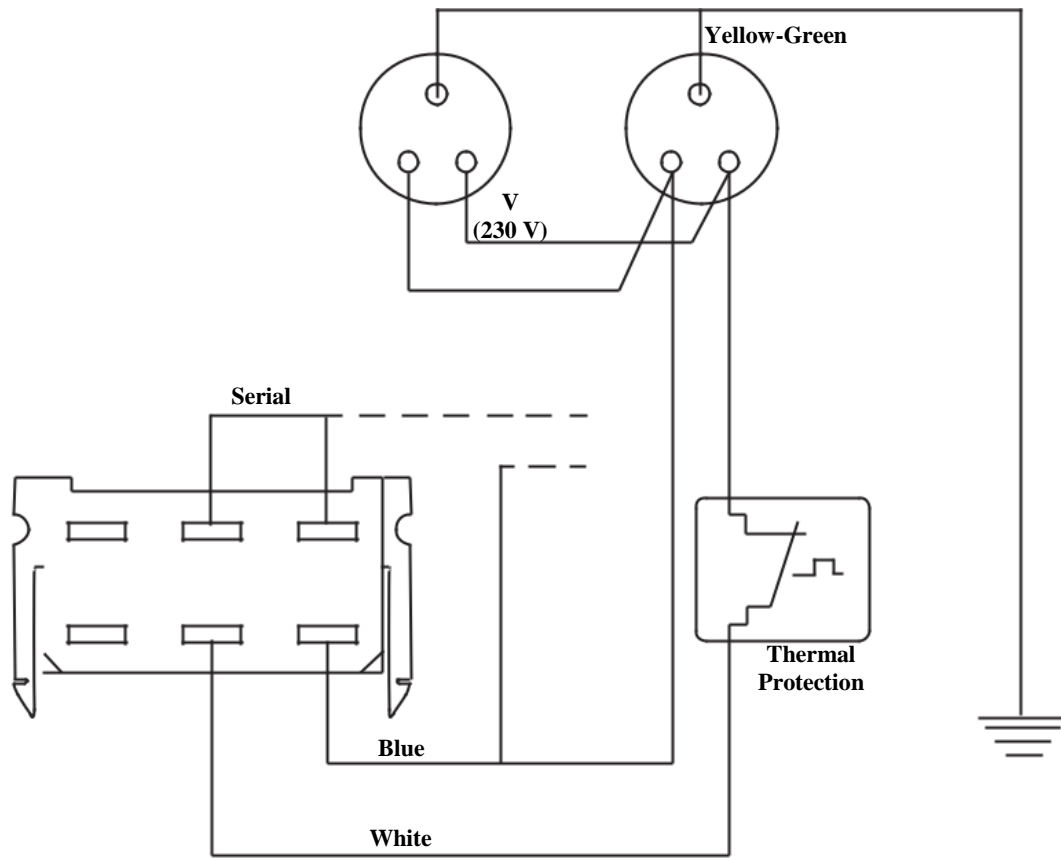 Yellow-Green
V
(230 V)
Serial
Thermal
Protection
Blue
White